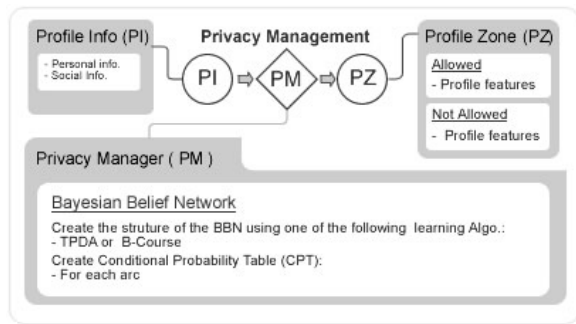 Profile Info (PI)
- Personal info.
- Social Info.
Privacy Management
PI
PM
PZ
Profile Zone (PZ)
Allowed
- Profile features
Not Allowed
- Profile features
Privacy Manager ( PM )
Bayesian Belief Network
Create the struture of the BBN using one of the following learning Algo.:
- TPDA or B-Course
Create Conditional Probability Table (CPT):
- For each arc